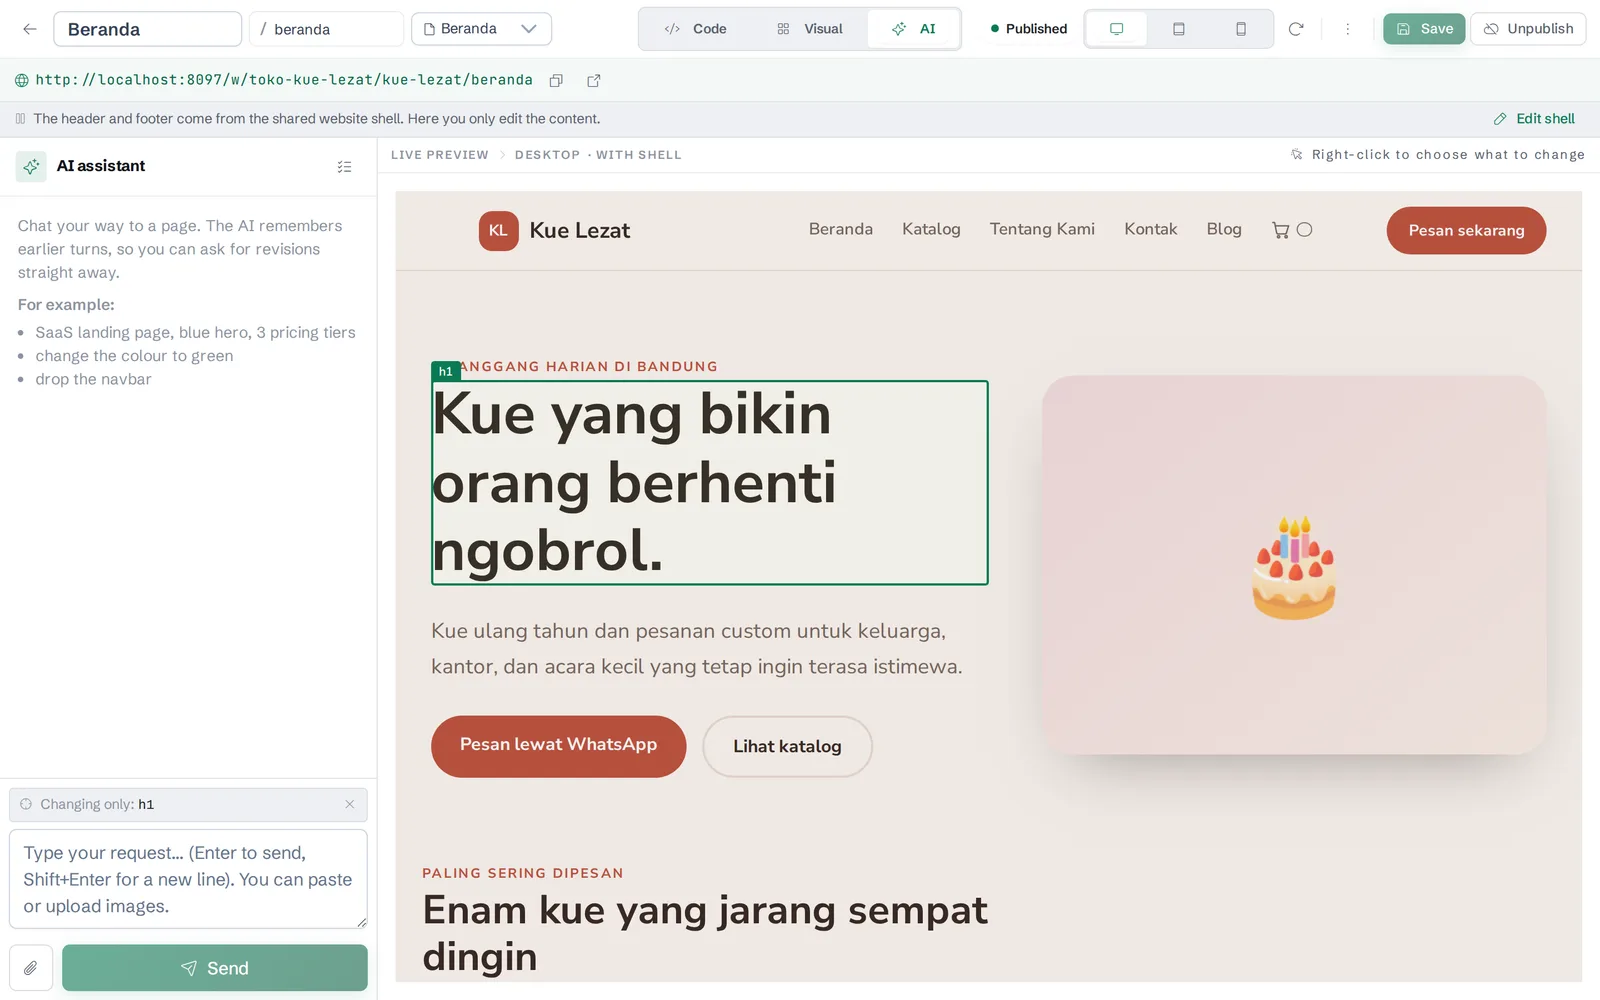 Beranda
/ beranda
Beranda
Code
Visual
AI
Published
Save
Unpublish
http://localhost:8097/w/toko-kue-lezat/kue-lezat/beranda
The header and footer come from the shared website shell. Here you only edit the content.
Edit shell
AI assistant
Chat your way to a page. The AI remembers
earlier turns, so you can ask for revisions
straight away.
For example:
SaaS landing page, blue hero, 3 pricing tiers
change the colour to green
drop the navbar
Changing only: h1
Type your request... (Enter to send,
Shift+Enter for a new line). You can paste
or upload images.
Send
LIVE PREVIEW
DESKTOP · WITH SHELL
Right-click to choose what to change
KL
Kue Lezat
Beranda
Katalog
Tentang Kami
Kontak
Blog
Pesan sekarang
h1
HARIAN DI BANDUNG
Kue yang bikin
orang berhenti
ngobrol.
Kue ulang tahun dan pesanan custom untuk keluarga,
kantor, dan acara kecil yang tetap ingin terasa istimewa.
Pesan lewat WhatsApp
Lihat katalog
PALING SERING DIPESAN
Enam kue yang jarang sempat
dingin